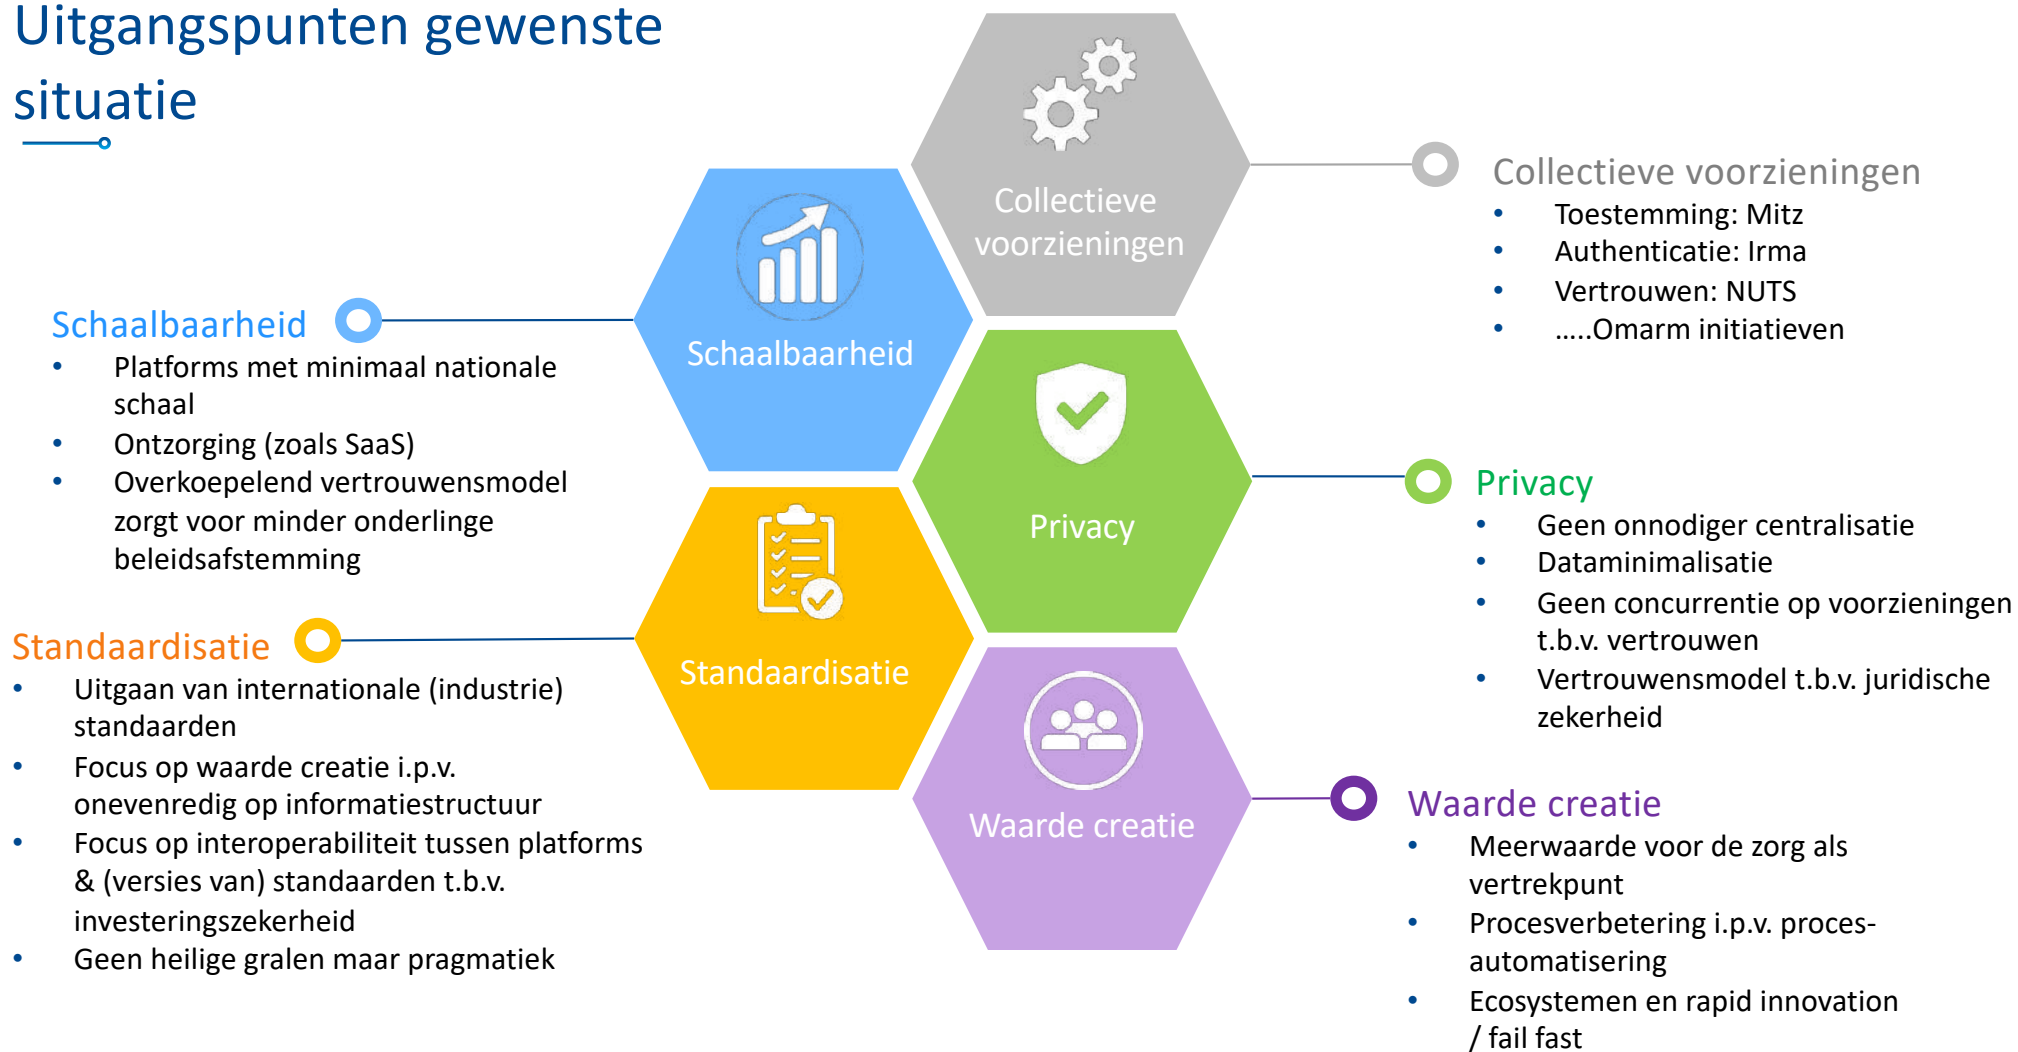 Uitgangspunten gewenste
situatie
Collectieve
voorzieningen
Schaalbaarheid
Privacy
Standaardisatie
Waarde creatie
Schaalbaarheid
• Platforms met minimaal nationale
schaal
• Ontzorging (zoals SaaS)
• Overkoepelend vertrouwensmodel
zorgt voor minder onderlinge
beleidsafstemming
Standaardisatie
• Uitgaan van internationale (industrie)
standaarden
• Focus op waarde creatie i.p.v.
onevenredig op informatiestructuur
• Focus op interoperabiliteit tussen platforms
& (versies van) standaarden t.b.v.
investeringszekerheid
• Geen heilige gralen maar pragmatiek
Collectieve voorzieningen
• Toestemming: Mitz
• Authenticatie: Irma
• Vertrouwen: NUTS
• .....Omarm initiatieven
Privacy
• Geen onnodiger centralisatie
• Dataminimalisatie
• Geen concurrentie op voorzieningen
t.b.v. vertrouwen
• Vertrouwensmodel t.b.v. juridische
zekerheid
Waarde creatie
• Meerwaarde voor de zorg als
vertrekpunt
• Procesverbetering i.p.v. proces-
automatisering
• Ecosystemen en rapid innovation
/ fail fast